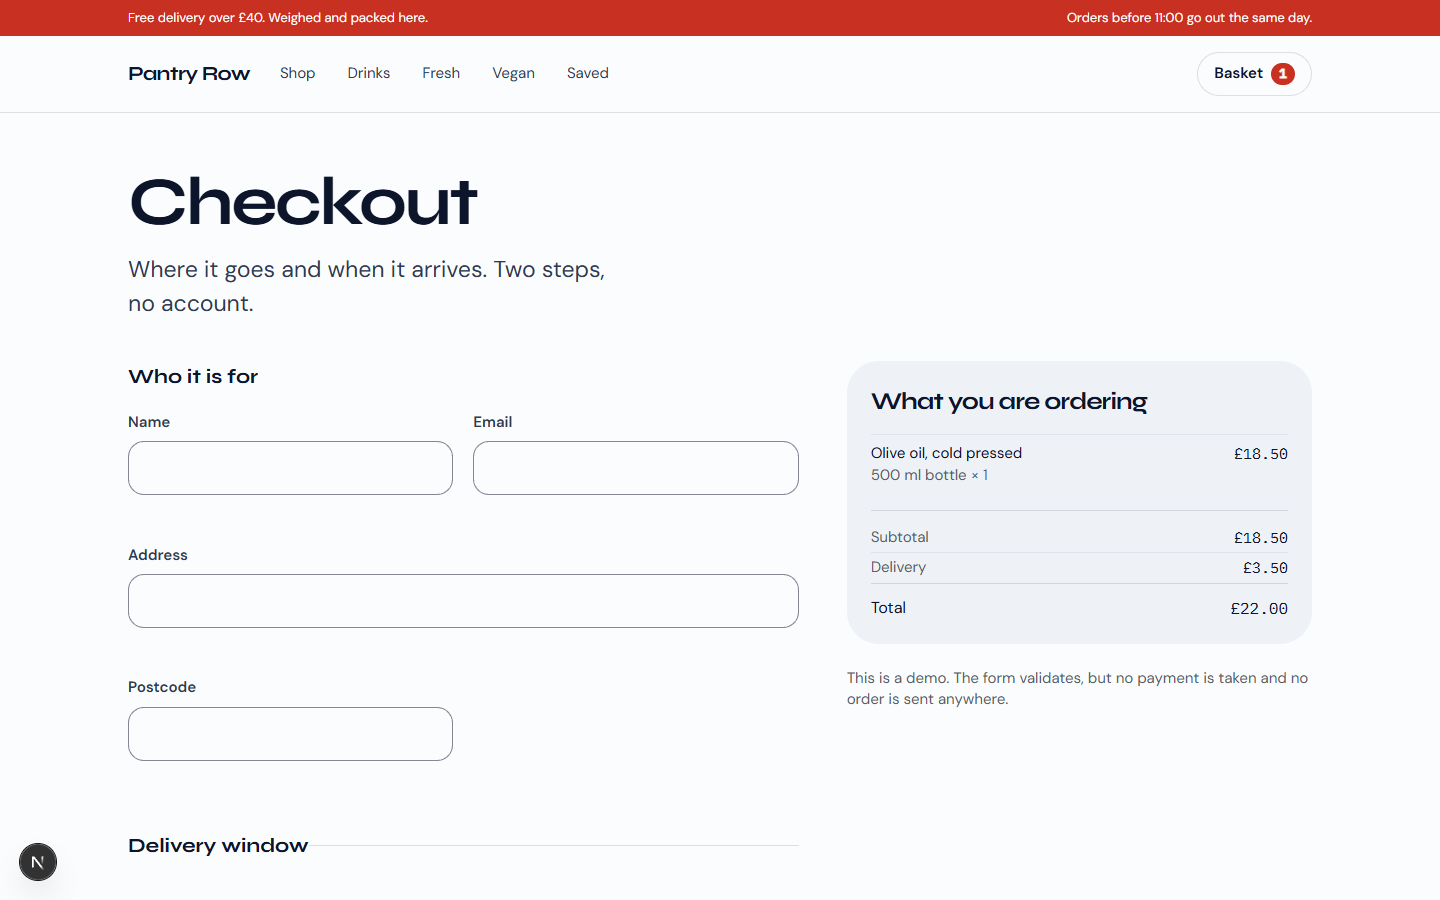 Free delivery over £40. Weighed and packed here.
Orders before 11:00 go out the same day.
Pantry Row
Shop
Drinks
Fresh
Vegan
Saved
Basket 1
Checkout
Where it goes and when it arrives. Two steps,
no account.
Who it is for
Name
Email
Address
Postcode
Delivery window
What you are ordering
Olive oil, cold pressed £18.50
500 ml bottle × 1
Subtotal £18.50
Delivery £3.50
Total £22.00
This is a demo. The form validates, but no payment is taken and no
order is sent anywhere.
N